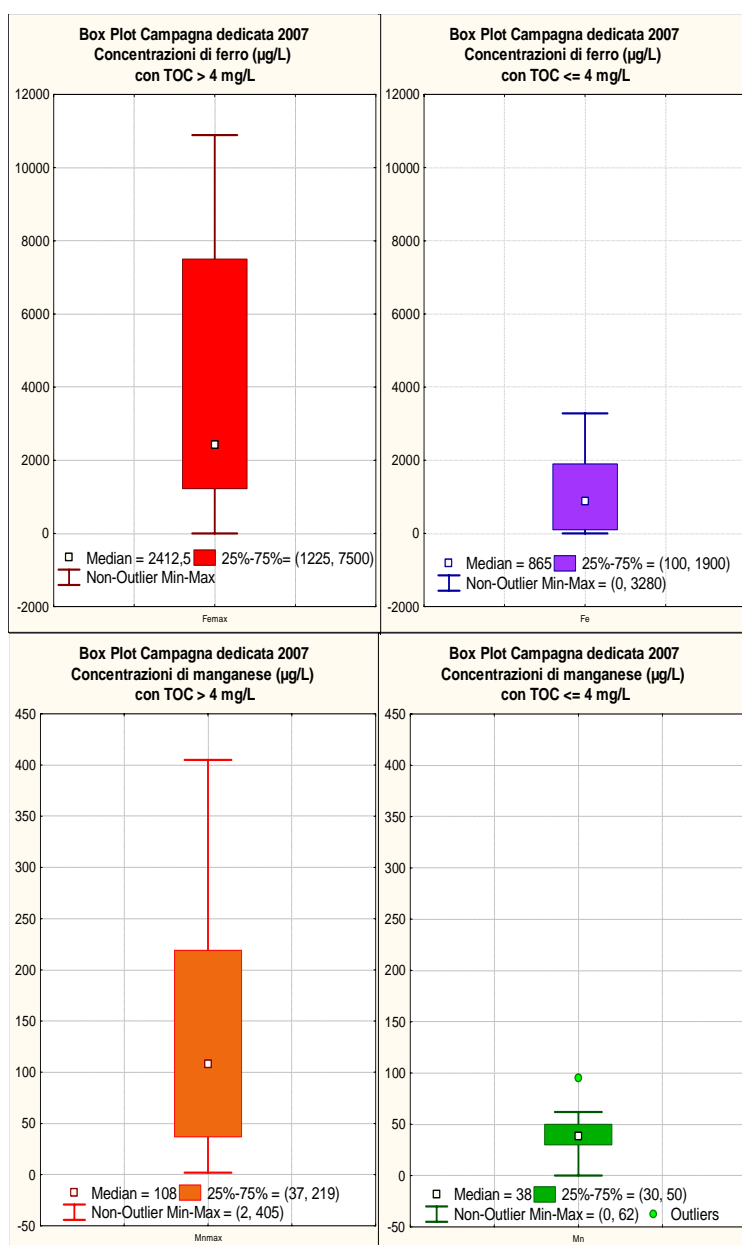 Box Plot Campagna dedicata 2007
Concentrazioni di ferro (µg/L)
con TOC > 4 mg/L
12000
10000
8000
6000
4000
2000
0
-2000
Median = 2412,5
25%-75%= (1225, 7500)
Non-Outlier Min-Max
Femax
Box Plot Campagna dedicata 2007
Concentrazioni di ferro (µg/L)
con TOC <= 4 mg/L
12000
10000
8000
6000
4000
2000
0
-2000
Median = 865
25%-75% = (100, 1900)
Non-Outlier Min-Max = (0, 3280)
Fe
Box Plot Campagna dedicata 2007
Concentrazioni di manganese (µg/L)
con TOC > 4 mg/L
450
400
350
300
250
200
150
100
50
0
-50
Median = 108
25%-75% = (37, 219)
Non-Outlier Min-Max = (2, 405)
Mnmax
Box Plot Campagna dedicata 2007
Concentrazioni di manganese (µg/L)
con TOC <= 4 mg/L
450
400
350
300
250
200
150
100
50
0
-50
Median = 38
25%-75% = (30, 50)
Non-Outlier Min-Max = (0, 62)
Outliers
Mn